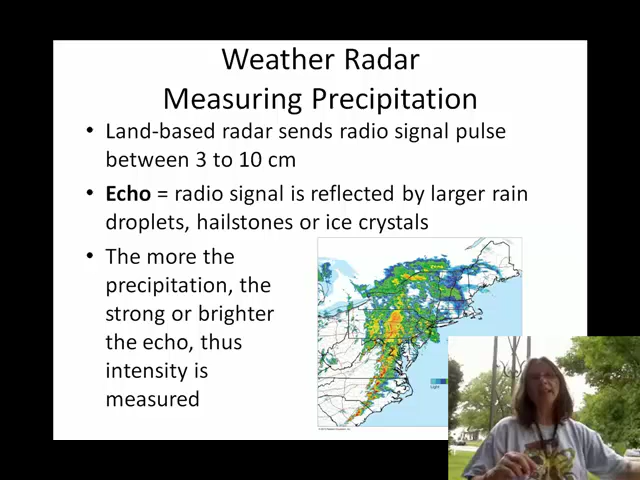 Weather Radar
Measuring Precipitation
• Land-based radar sends radio signal pulse
between 3 to 10 cm
• Echo = radio signal is reflected by larger rain
droplets, hailstones or ice crystals
• The more the
precipitation, the
strong or brighter
the echo, thus
intensity is
measured
Light